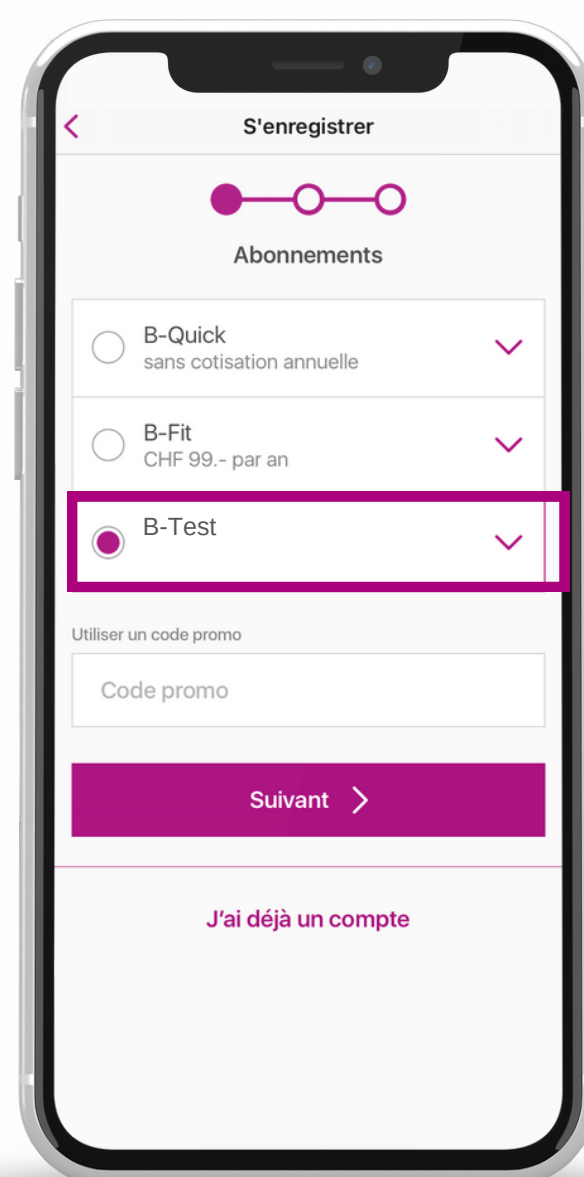 S'enregistrer
Abonnements
B-Quick
sans cotisation annuelle
B-Fit
CHF 99.- par an
B-Test
Utiliser un code promo
Code promo
Suivant
J'ai déjà un compte